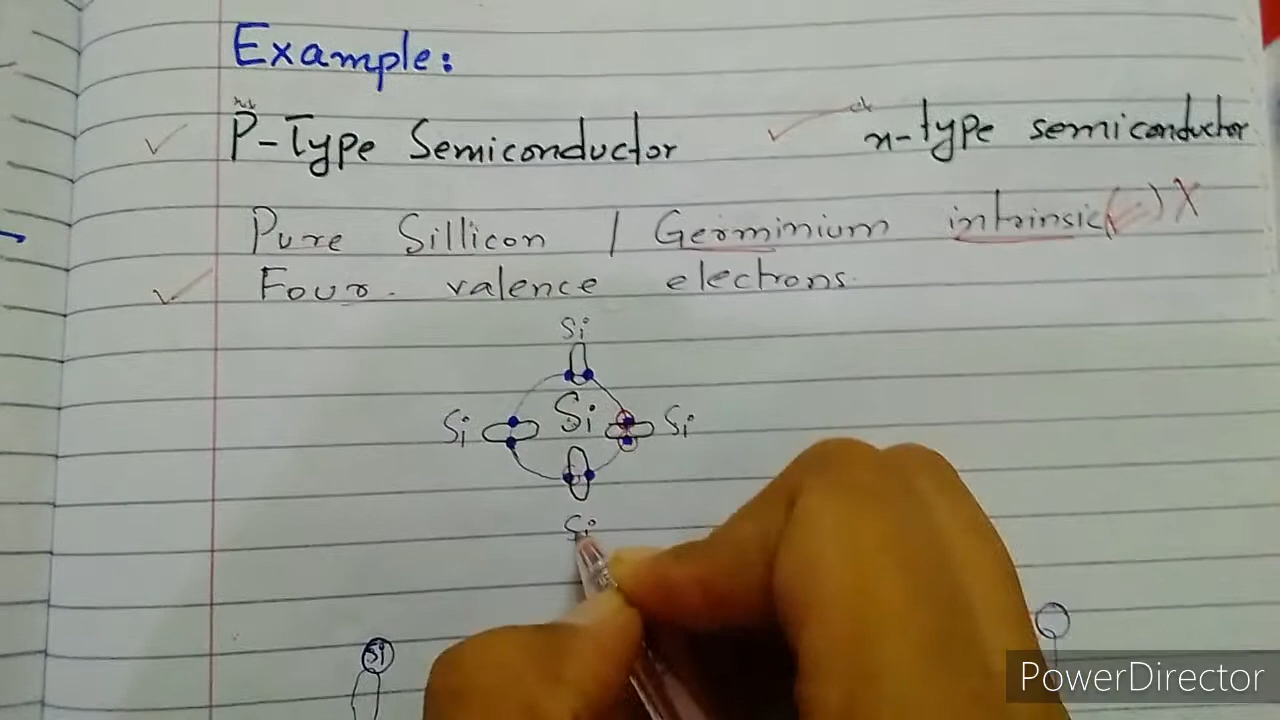 Example:
P-Type Semiconductor n-type semiconductor
Pure Sillicon / Germinium intrinsic( ) X
Four. valence electrons.
Si
Si Si Si
Si
Si
PowerDirector